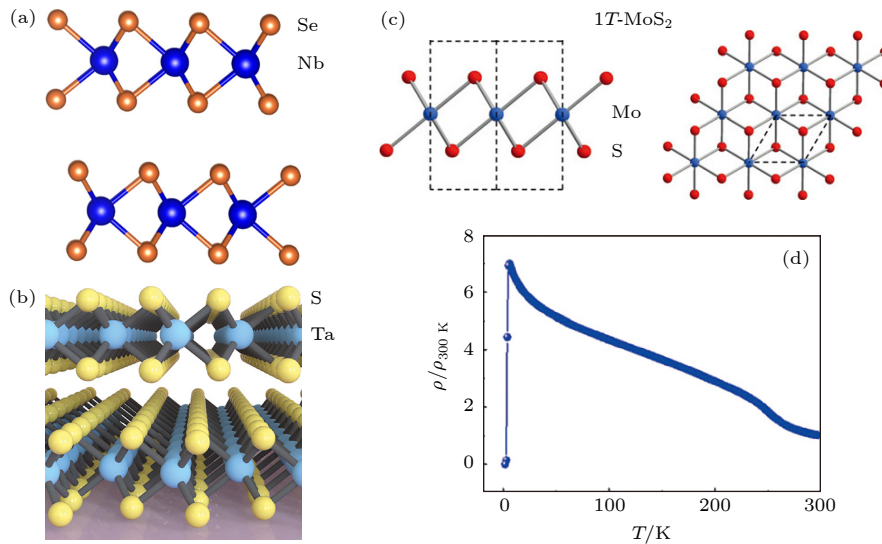 (a)
Se
Nb
(b)
S
Ta
(c)
1T-MoS₂
Mo
S
(d)
ρ/ρ₃₀₀ K
8
6
4
2
0
0
100
200
300
T/K